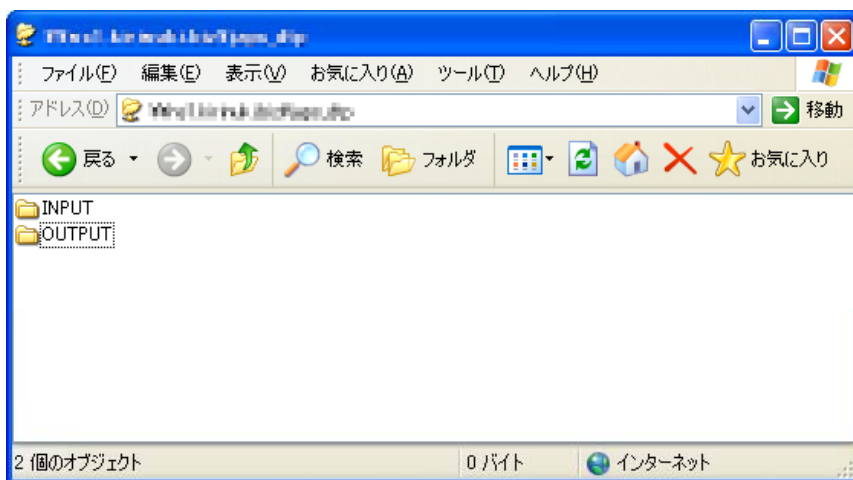 ファイル(F) 編集(E) 表示(V) お気に入り(A) ツール(T) ヘルプ(H)
アドレス(D) 移動
戻る 検索 フォルダ お気に入り
INPUT
OUTPUT
2 個のオブジェクト 0 バイト インターネット